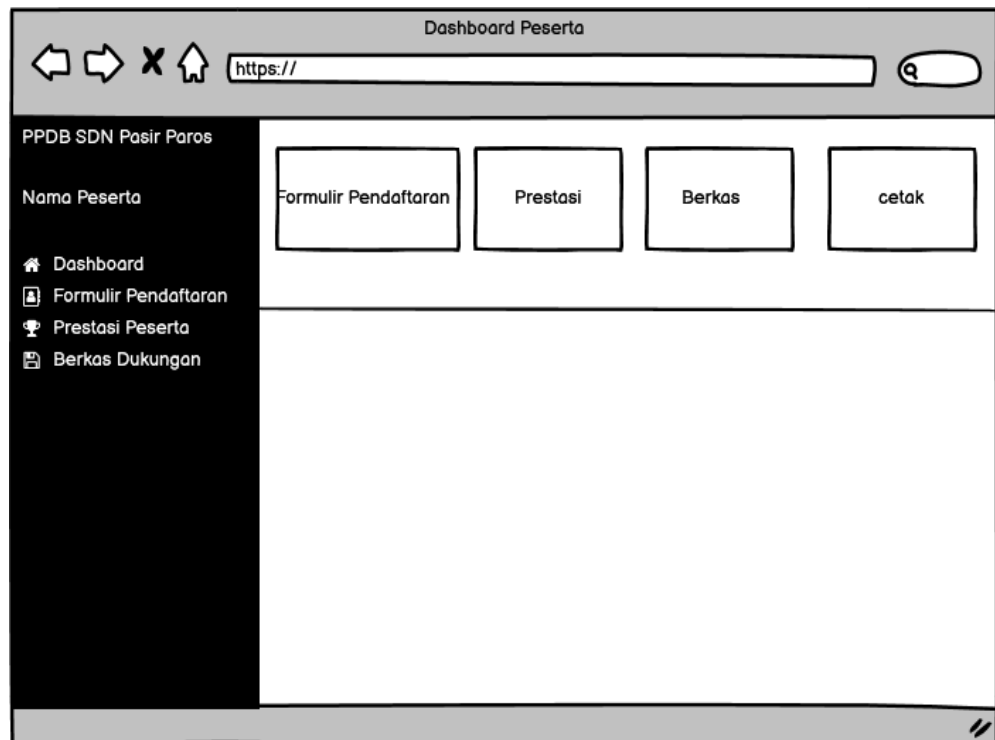 Dashboard Peserta
https://
PPDB SDN Pasir Paros
Nama Peserta
Dashboard
Formulir Pendaftaran
Prestasi Peserta
Berkas Dukungan
Formulir Pendaftaran
Prestasi
Berkas
cetak